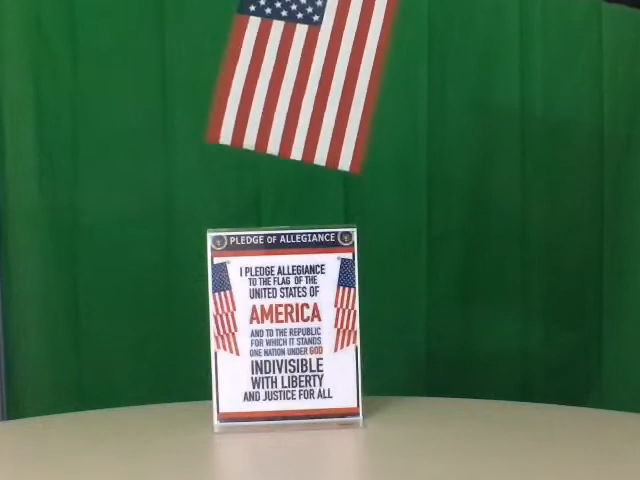 PLEDGE OF ALLEGIANCE
I PLEDGE ALLEGIANCE
TO THE FLAG OF THE
UNITED STATES OF
AMERICA
AND TO THE REPUBLIC
FOR WHICH IT STANDS
ONE NATION UNDER GOD
INDIVISIBLE
WITH LIBERTY
AND JUSTICE FOR ALL